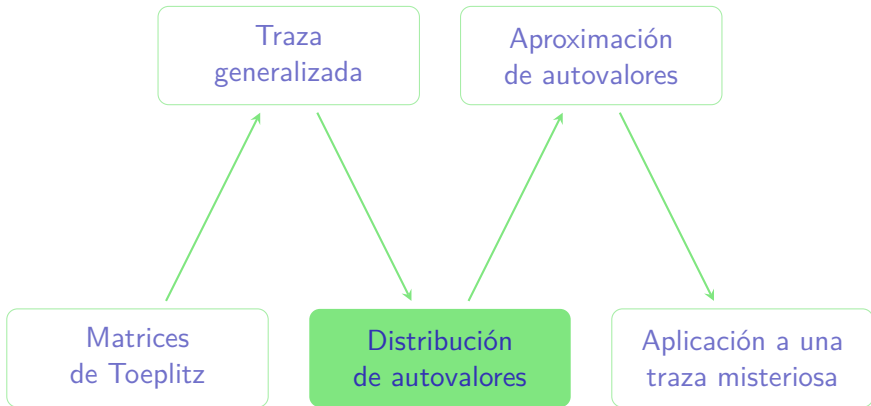 Traza
generalizada
Aproximación
de autovalores
Matrices
de Toeplitz
Distribución
de autovalores
Aplicación a una
traza misteriosa